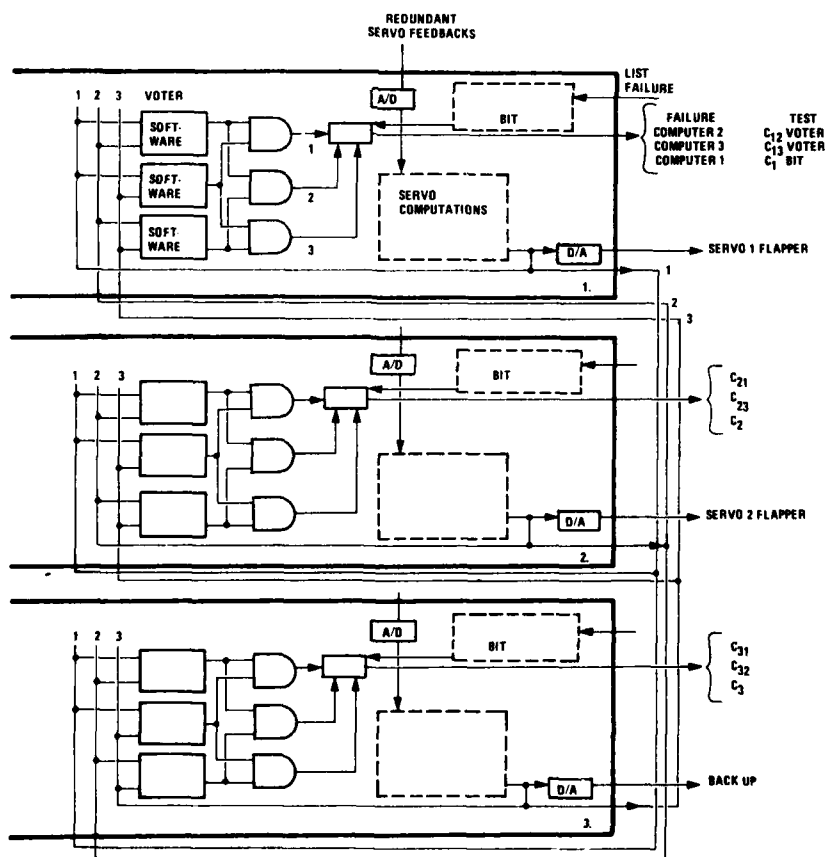 REDUNDANT
SERVO FEEDBACKS
LIST
FAILURE
1 2 3 VOTER
A/D
BIT
FAILURE TEST
COMPUTER 2 C12 VOTER
COMPUTER 3 C13 VOTER
COMPUTER 1 C1 BIT
SOFT-
WARE
1
SOFT-
WARE
2
SERVO
COMPUTATIONS
SOFT-
WARE
3
D/A
SERVO 1 FLAPPER
1
1.
2
3
A/D
BIT
1 2 3
C21
C23
C2
D/A
SERVO 2 FLAPPER
2.
A/D
BIT
1 2 3
C31
C32
C3
D/A
BACK UP
3.